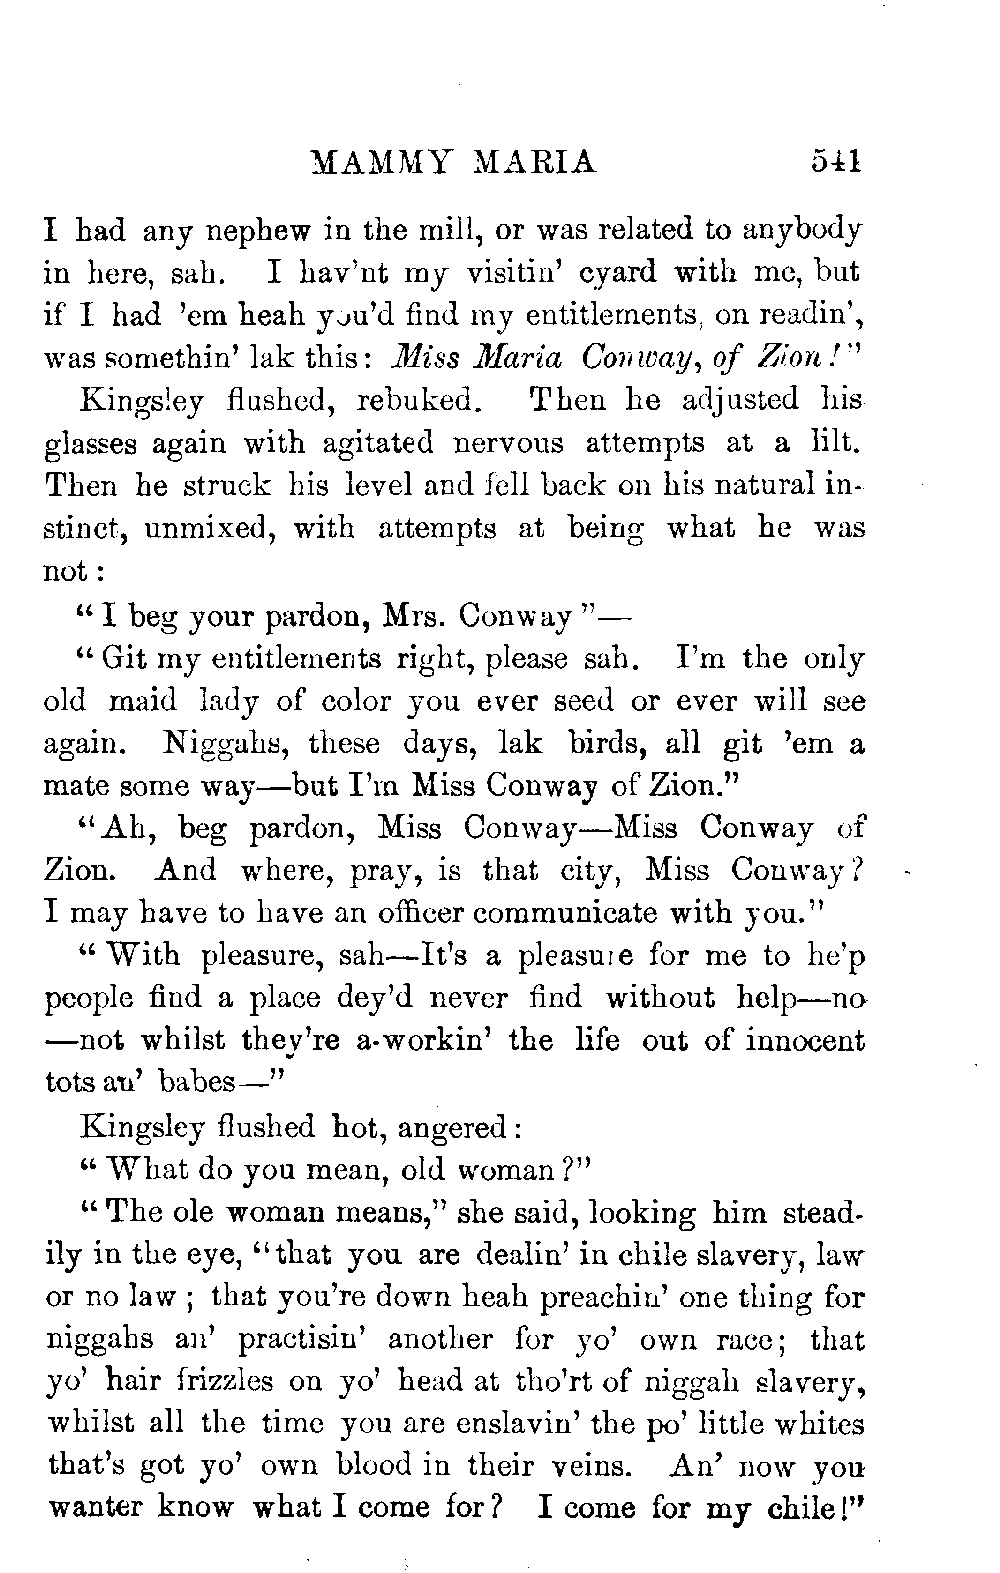 MAMMY MARIA 541
I had any nephew in the mill, or was related to anybody
in here, sah. I hav'nt my visitin' cyard with me, but
if I had 'em heah you'd find my entitlements, on readin',
was somethin' lak this: Miss Maria Conway, of Zion!"
Kingsley flushed, rebuked. Then he adjusted his
glasses again with agitated nervous attempts at a lilt.
Then he struck his level and fell back on his natural in-
stinct, unmixed, with attempts at being what he was
not:
"I beg your pardon, Mrs. Conway"—
"Git my entitlements right, please sah. I'm the only
old maid lady of color you ever seed or ever will see
again. Niggahs, these days, lak birds, all git 'em a
mate some way—but I'm Miss Conway of Zion."
"Ah, beg pardon, Miss Conway—Miss Conway of
Zion. And where, pray, is that city, Miss Conway?
I may have to have an officer communicate with you."
"With pleasure, sah—It's a pleasure for me to he'p
people find a place dey'd never find without help—no
—not whilst they're a-workin' the life out of innocent
tots an' babes—"
Kingsley flushed hot, angered:
"What do you mean, old woman?"
"The ole woman means," she said, looking him stead-
ily in the eye, "that you are dealin' in chile slavery, law
or no law; that you're down heah preachin' one thing for
niggahs an' practisin' another for yo' own race; that
yo' hair frizzles on yo' head at tho'rt of niggah slavery,
whilst all the time you are enslavin' the po' little whites
that's got yo' own blood in their veins. An' now you
wanter know what I come for? I come for my chile!"